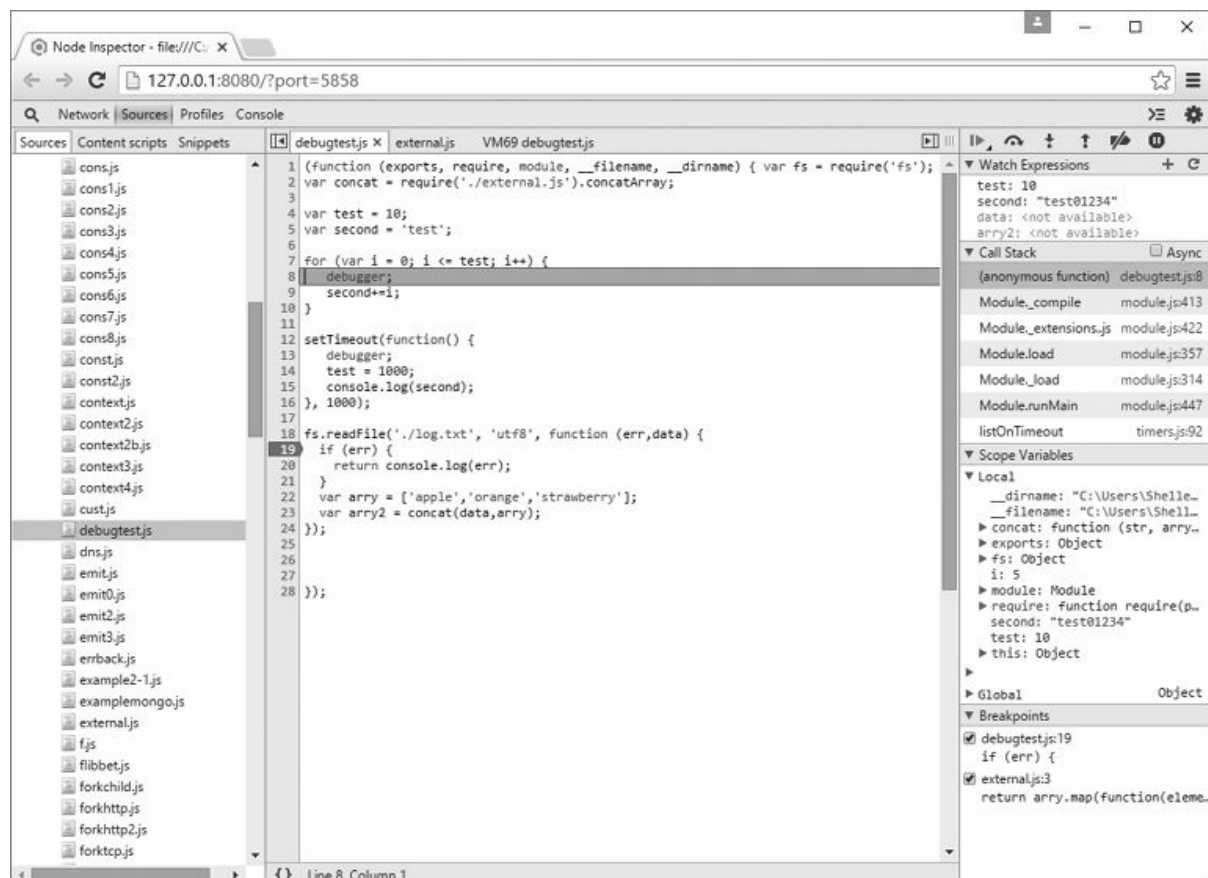 Node Inspector - file:///C:/
127.0.0.1:8080/?port=5858
Network Sources Profiles Console
Sources Content scripts Snippets
cons.js
cons1.js
cons2.js
cons3.js
cons4.js
cons5.js
cons6.js
cons7.js
cons8.js
const.js
const2.js
context.js
context2.js
context2b.js
context3.js
context4.js
cust.js
debugtest.js
dns.js
emit.js
emit0.js
emit2.js
emit3.js
errback.js
example2-1.js
examplemongo.js
external.js
f.js
flibbet.js
forkchild.js
forkhttp.js
forkhttp2.js
forktcp.js
debugtest.js × external.js VM69 debugtest.js
1 (function (exports, require, module, __filename, __dirname) { var fs = require('fs');
2 var concat = require('./external.js').concatArray;
3
4 var test = 10;
5 var second = 'test';
6
7 for (var i = 0; i <= test; i++) {
8 debugger;
9 second+=i;
10 }
11
12 setTimeout(function() {
13 debugger;
14 test = 1000;
15 console.log(second);
16 }, 1000);
17
18 fs.readFile('./log.txt', 'utf8', function (err,data) {
19 if (err) {
20 return console.log(err);
21 }
22 var arry = ['apple','orange','strawberry'];
23 var arry2 = concat(data,arry);
24 });
25
26
27
28 });
{} Line 8, Column 1
Watch Expressions
test: 10
second: "test01234"
data: <not available>
arry2: <not available>
Call Stack Async
(anonymous function) debugtest.js:8
Module._compile module.js:413
Module._extensions..js module.js:422
Module.load module.js:357
Module._load module.js:314
Module.runMain module.js:447
listOnTimeout timers.js:92
Scope Variables
Local
__dirname: "C:\Users\Shelle…
__filename: "C:\Users\Shell…
concat: function (str, arry…
exports: Object
fs: Object
i: 5
module: Module
require: function require(p…
second: "test01234"
test: 10
this: Object
Global Object
Breakpoints
debugtest.js:19
if (err) {
external.js:3
return array.map(function(eleme…